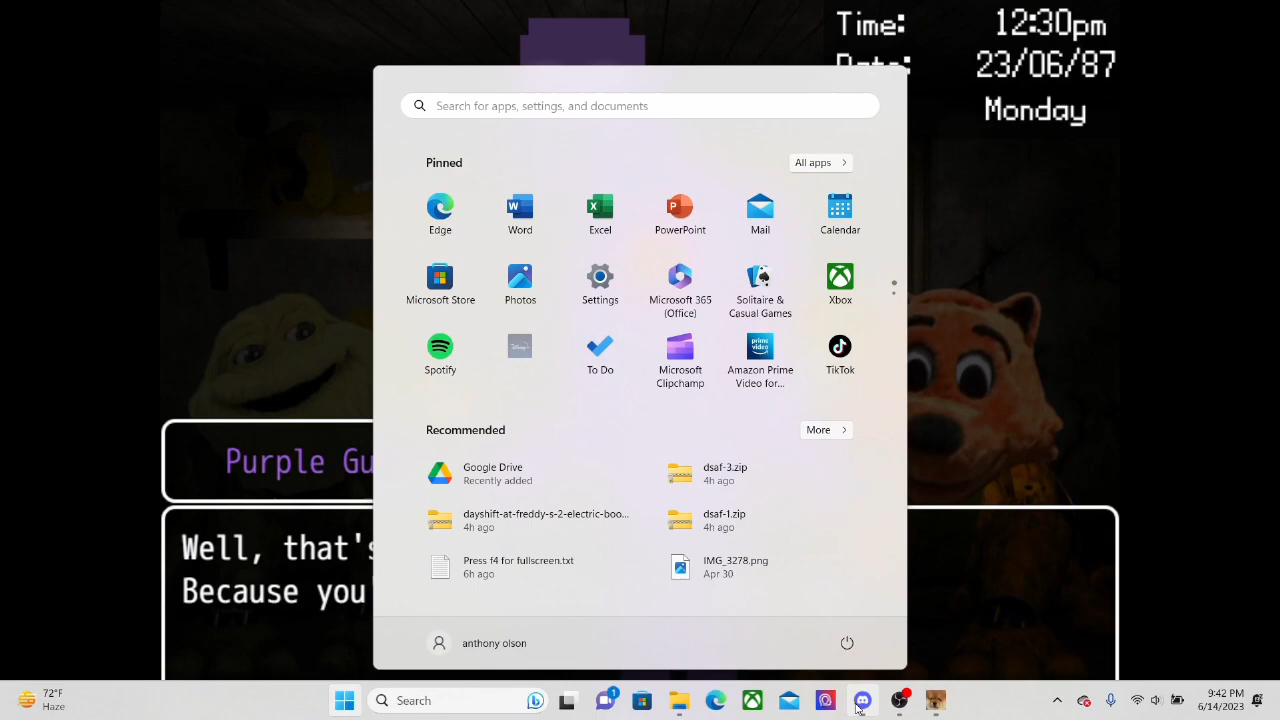 Time: 12:30pm
Date: 23/06/87
Monday
Search for apps, settings, and documents
Pinned
All apps
Edge
Word
Excel
PowerPoint
Mail
Calendar
Microsoft Store
Photos
Settings
Microsoft 365
(Office)
Solitaire &
Casual Games
Xbox
Spotify
Disney+
To Do
Microsoft
Clipchamp
prime
video
Amazon Prime
Video for...
TikTok
Recommended
More
Google Drive
Recently added
dsaf-3.zip
4h ago
dayshift-at-freddy-s-2-electric-boo...
4h ago
dsaf-1.zip
4h ago
Press f4 for fullscreen.txt
6h ago
IMG_3278.png
Apr 30
Purple Gu
Well, that's
Because you'
anthony olson
72°F
Haze
Search
1
9:42 PM
6/14/2023